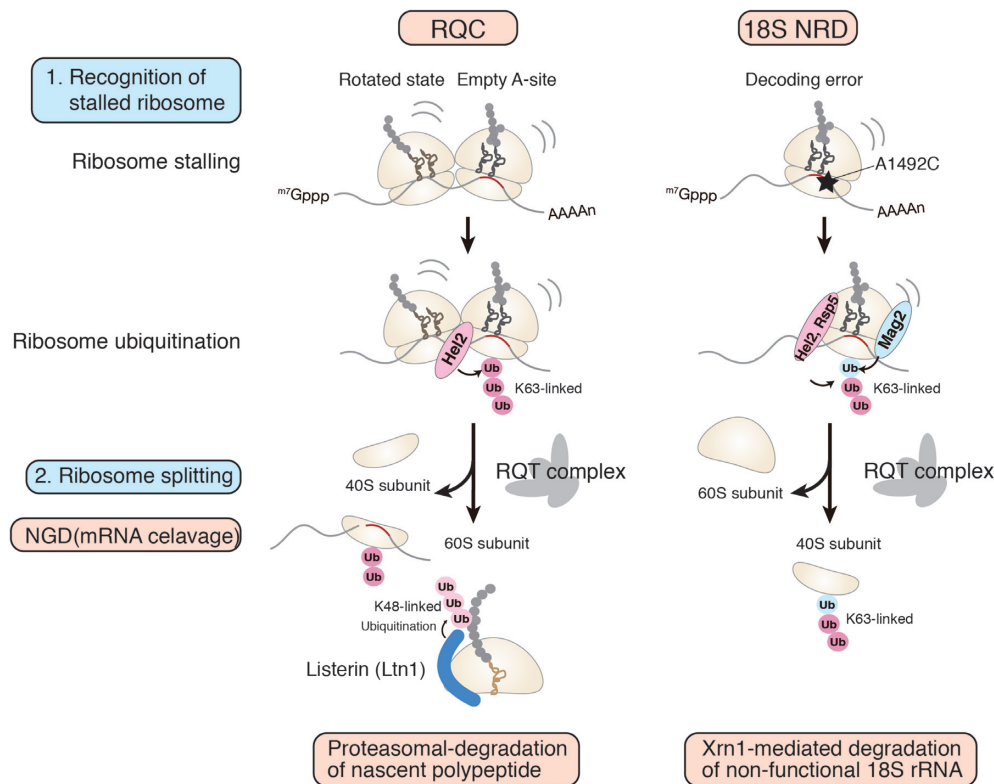 RQC
18S NRD
1. Recognition of
stalled ribosome
Rotated state
Empty A-site
Decoding error
Ribosome stalling
A1492C
m7Gppp
AAAAn
m7Gppp
AAAAn
Ribosome ubiquitination
Hel2
Ub
Ub
Ub
K63-linked
Hel2, Rsp5
Mag2
Ub
Ub
Ub
K63-linked
2. Ribosome splitting
40S subunit
RQT complex
60S subunit
RQT complex
NGD(mRNA celavage)
60S subunit
40S subunit
Ub
Ub
Ub
Ub
Ub
K48-linked
Ubiquitination
Listerin (Ltn1)
Ub
Ub
Ub
K63-linked
Proteasomal-degradation
of nascent polypeptide
Xrn1-mediated degradation
of non-functional 18S rRNA